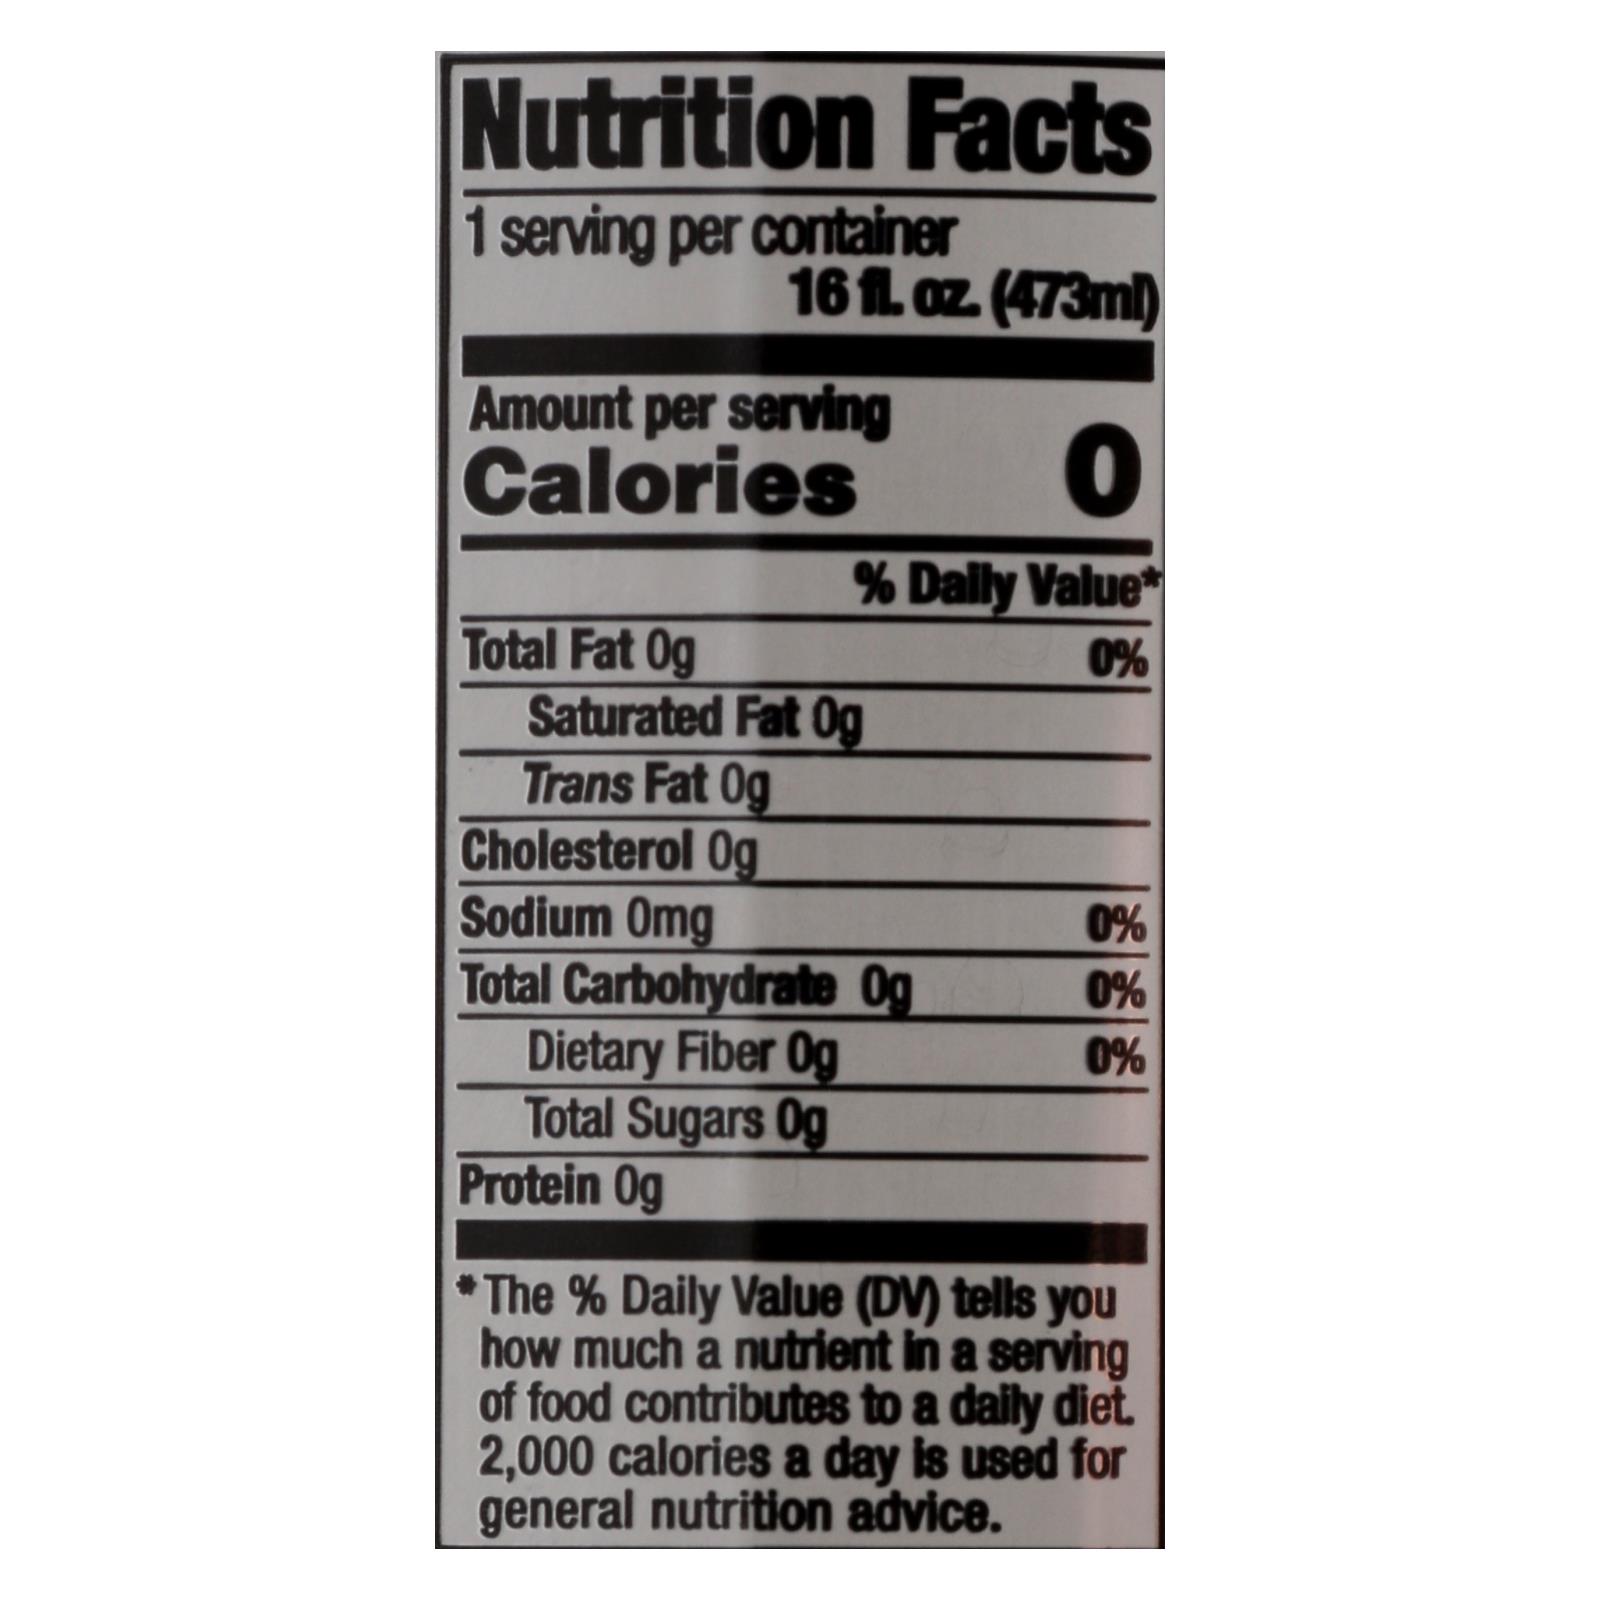 Nutrition Facts
1 serving per container
16 fl. oz. (473ml)
Amount per serving
Calories 0
% Daily Value*
Total Fat 0g 0%
Saturated Fat 0g
Trans Fat 0g
Cholesterol 0g
Sodium 0mg 0%
Total Carbohydrate 0g 0%
Dietary Fiber 0g 0%
Total Sugars 0g
Protein 0g
* The % Daily Value (DV) tells you
how much a nutrient in a serving
of food contributes to a daily diet.
2,000 calories a day is used for
general nutrition advice.